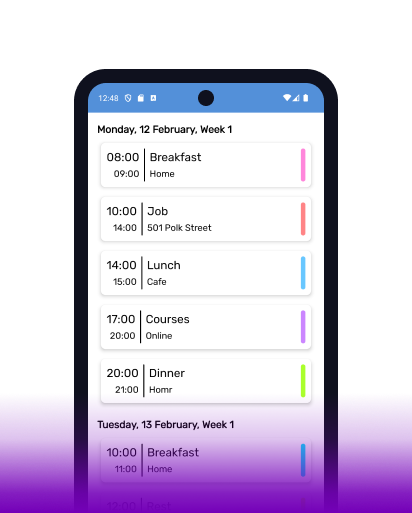 12:48
Monday, 12 February, Week 1
08:00 Breakfast
09:00 Home
10:00 Job
14:00 501 Polk Street
14:00 Lunch
15:00 Cafe
17:00 Courses
20:00 Online
20:00 Dinner
21:00 Homr
Tuesday, 13 February, Week 1
10:00 Breakfast
11:00 Home
12:00